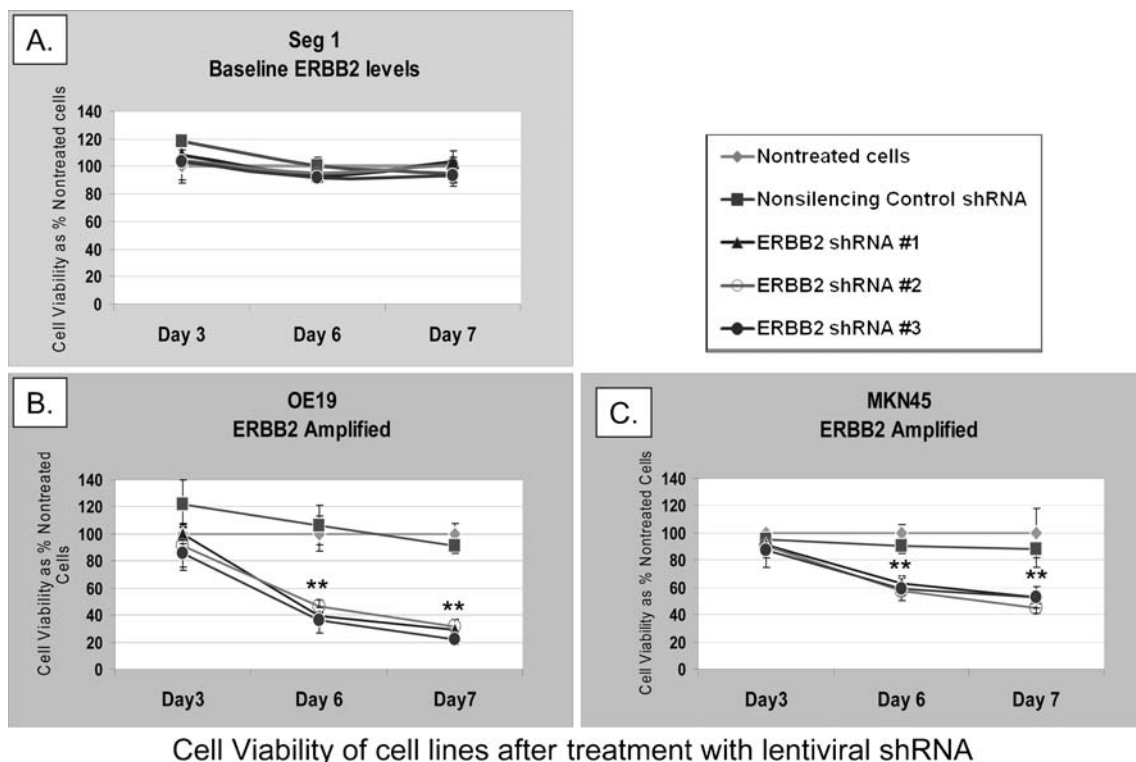 A.
Seg 1
Baseline ERBB2 levels
Cell Viability as % Nontreated cells
140
120
100
80
60
40
20
0
Day 3
Day 6
Day 7
Nontreated cells
Nonsilencing Control shRNA
ERBB2 shRNA #1
ERBB2 shRNA #2
ERBB2 shRNA #3
B.
OE19
ERBB2 Amplified
Cell Viability as % Nontreated
Cells
140
120
100
80
60
40
20
0
**
**
Day3
Day 6
Day7
C.
MKN45
ERBB2 Amplified
Cell Viability as % Nontreated Cells
140
120
100
80
60
40
20
0
**
**
Day3
Day 6
Day 7
Cell Viability of cell lines after treatment with lentiviral shRNA